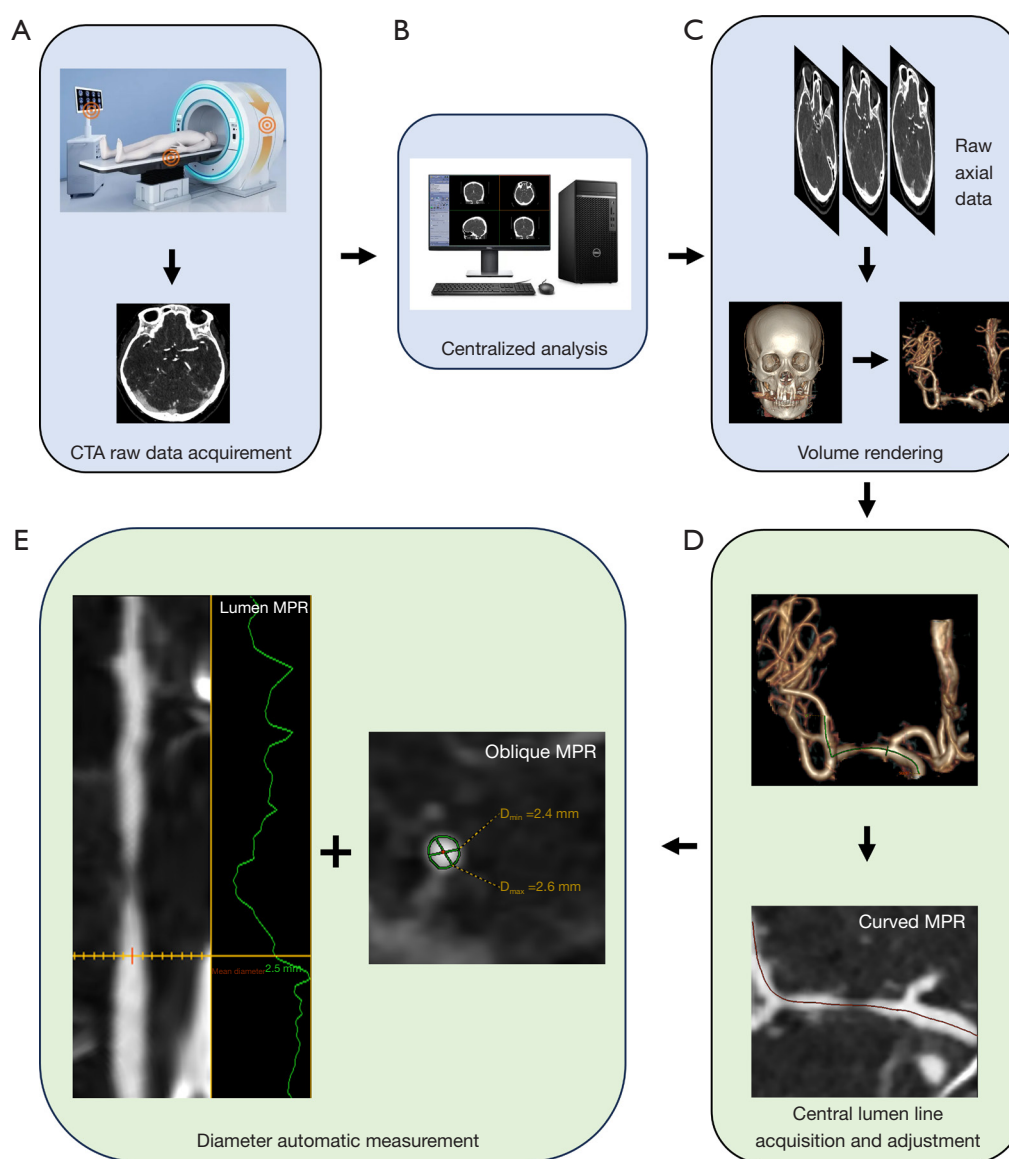 A
B
C
Raw
axial
data
Centralized analysis
CTA raw data acquirement
Volume rendering
E
D
Lumen MPR
Oblique MPR
Dmin =2.4 mm
Dmax =2.6 mm
Mean diameter 2.5 mm
Curved MPR
Diameter automatic measurement
Central lumen line
acquisition and adjustment